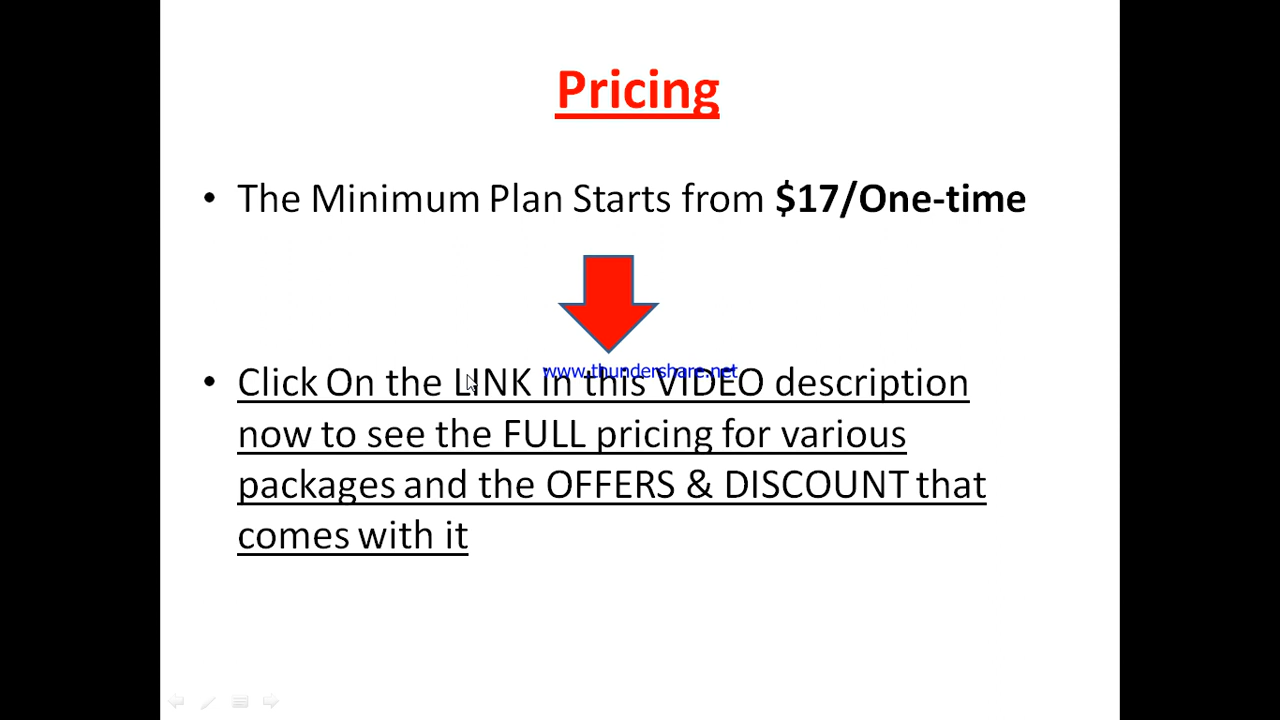 Pricing
• The Minimum Plan Starts from $17/One-time
www.thundershare.net
• Click On the LINK in this VIDEO description
now to see the FULL pricing for various
packages and the OFFERS & DISCOUNT that
comes with it